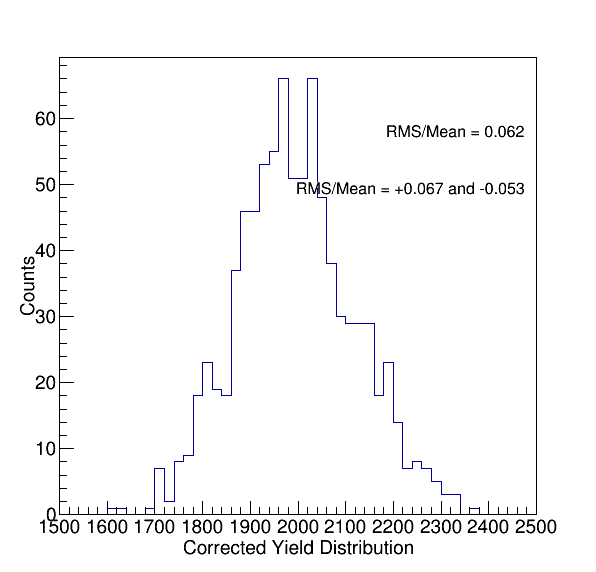 60
50
40
30
20
10
0
Counts
RMS/Mean = 0.062
RMS/Mean = +0.067 and -0.053
1500 1600 1700 1800 1900 2000 2100 2200 2300 2400 2500
Corrected Yield Distribution